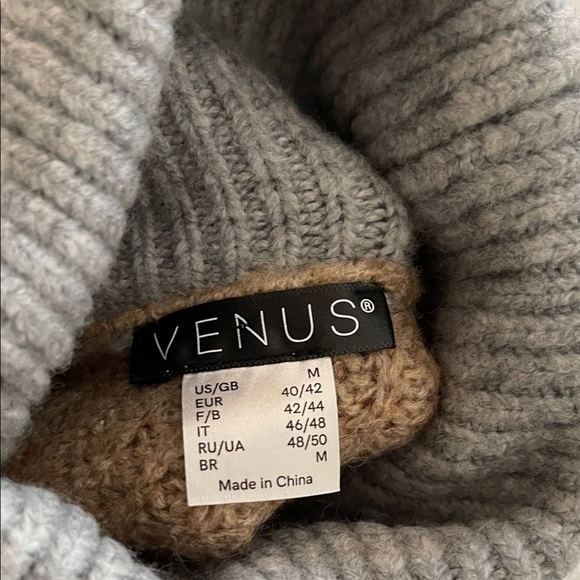 VENUS®
US/GB M
EUR 40/42
F/B 42/44
IT 46/48
RU/UA 48/50
BR M
Made in China